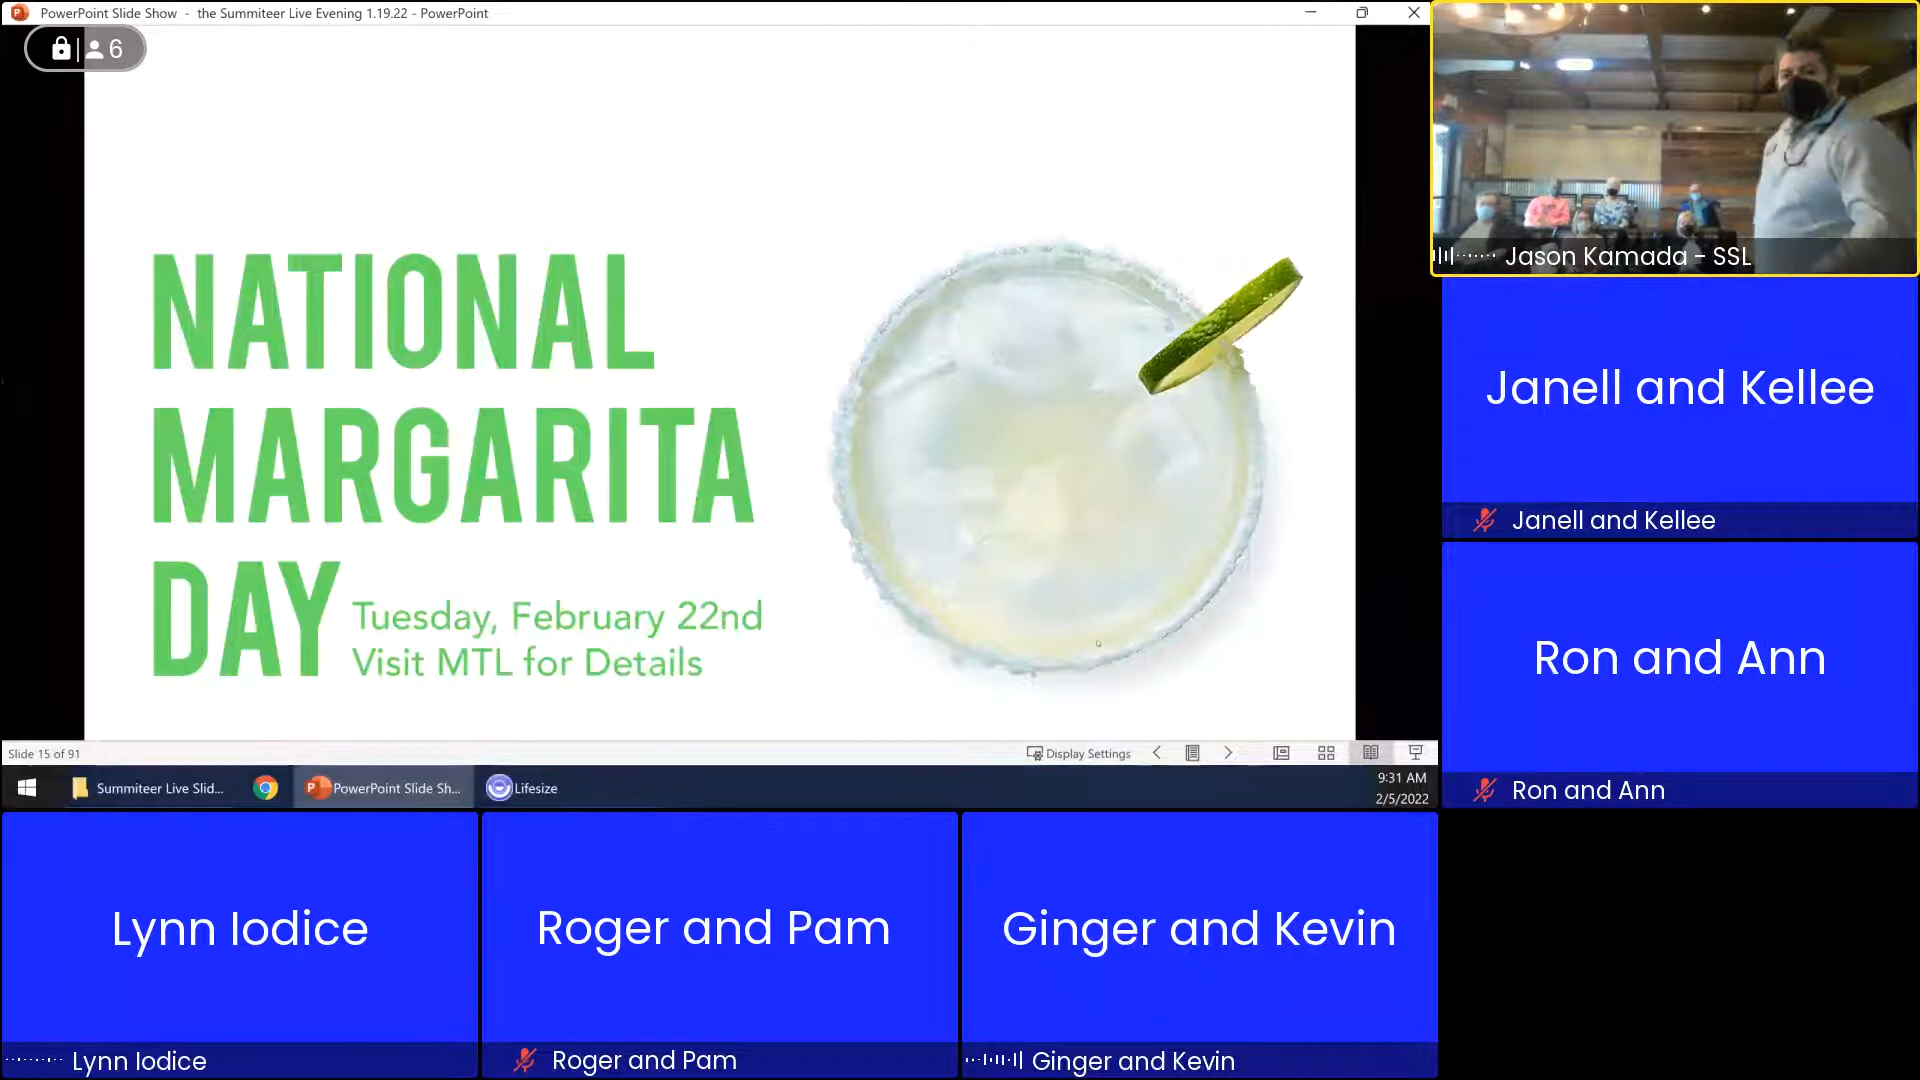 PowerPoint Slide Show - the Summiteer Live Evening 1.19.22 - PowerPoint
6
NATIONAL
MARGARITA
DAY
Tuesday, February 22nd
Visit MTL for Details
Slide 15 of 91
Display Settings
Summiteer Live Slid...
PowerPoint Slide Sh...
Lifesize
9:31 AM
2/5/2022
Jason Kamada - SSL
Janell and Kellee
Janell and Kellee
Ron and Ann
Ron and Ann
Lynn Iodice
Lynn Iodice
Roger and Pam
Roger and Pam
Ginger and Kevin
Ginger and Kevin